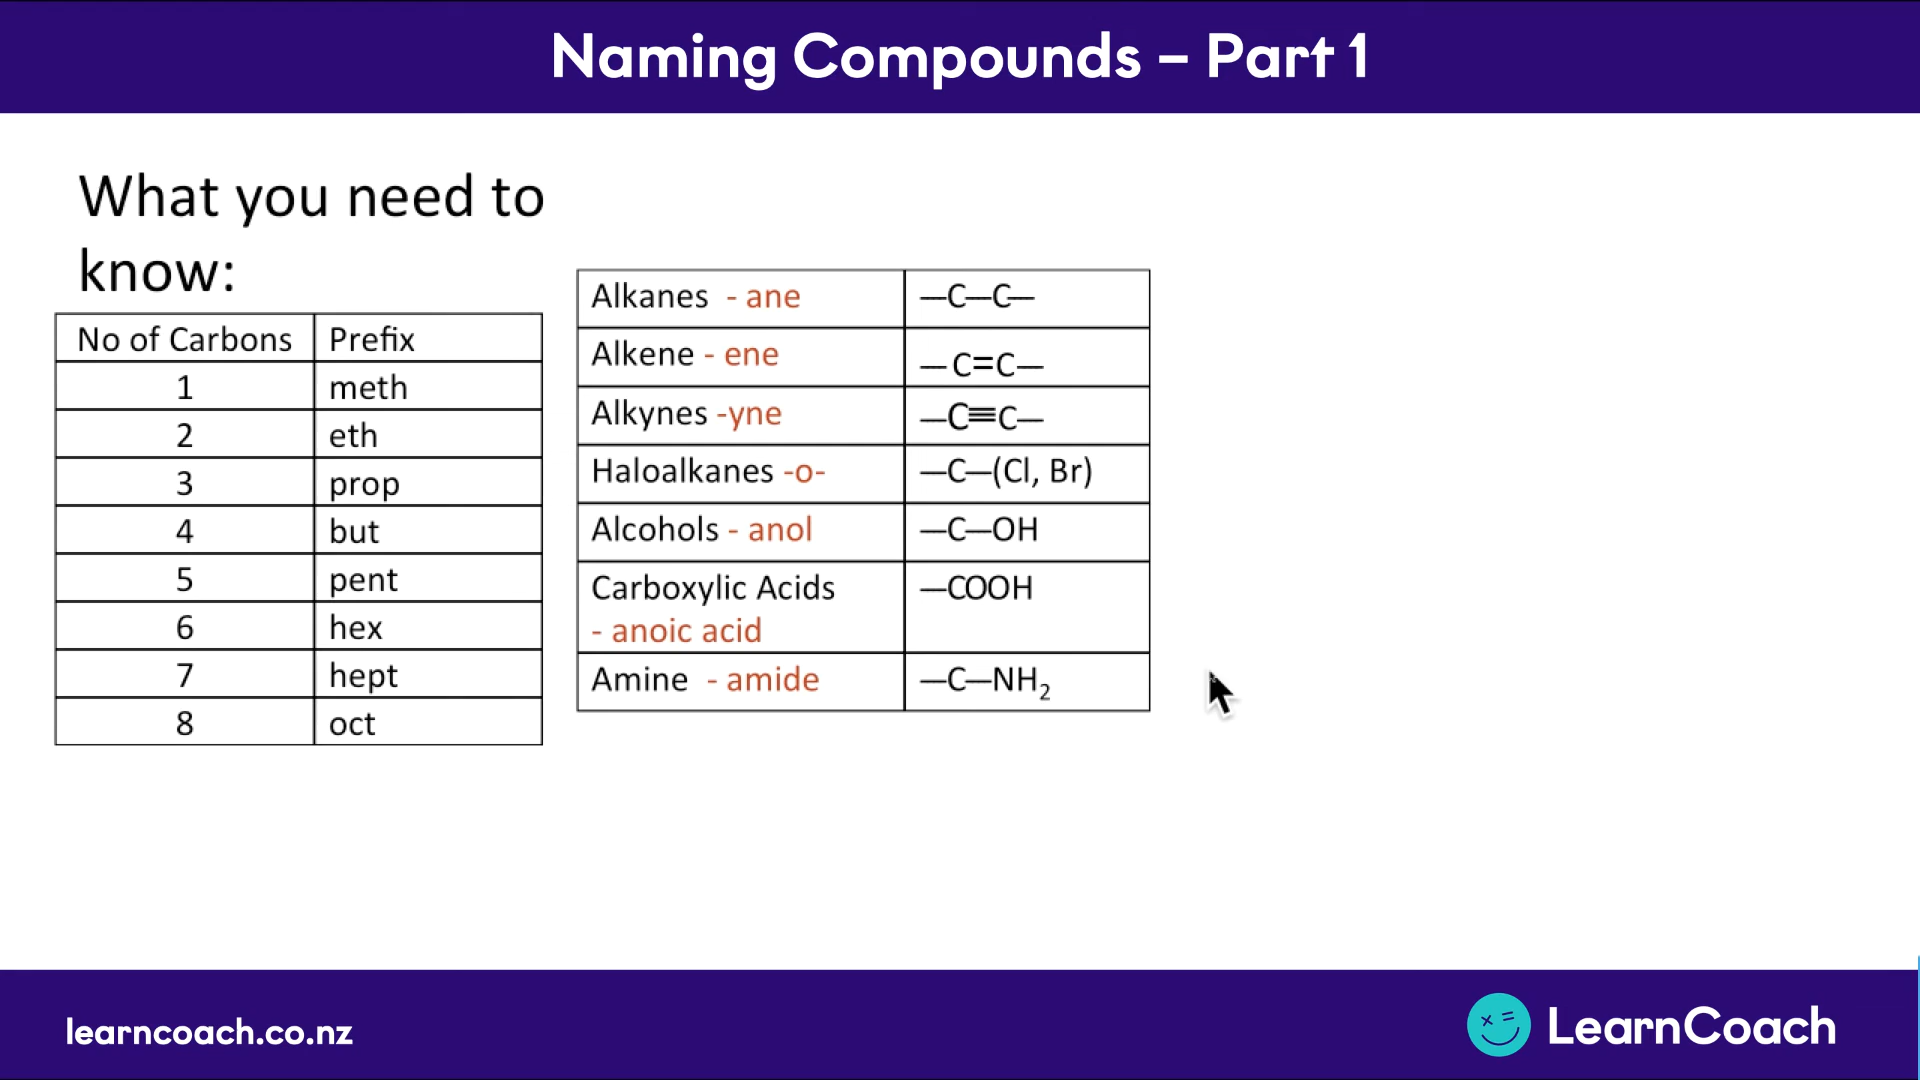 Naming Compounds – Part 1
What you need to
know:
No of Carbons Prefix
1 meth
2 eth
3 prop
4 but
5 pent
6 hex
7 hept
8 oct
Alkanes - ane —C—C—
Alkene - ene — C=C—
Alkynes -yne —C≡C—
Haloalkanes -o- —C—(Cl, Br)
Alcohols - anol —C—OH
Carboxylic Acids —COOH
- anoic acid
Amine - amide —C—NH₂
learncoach.co.nz
LearnCoach